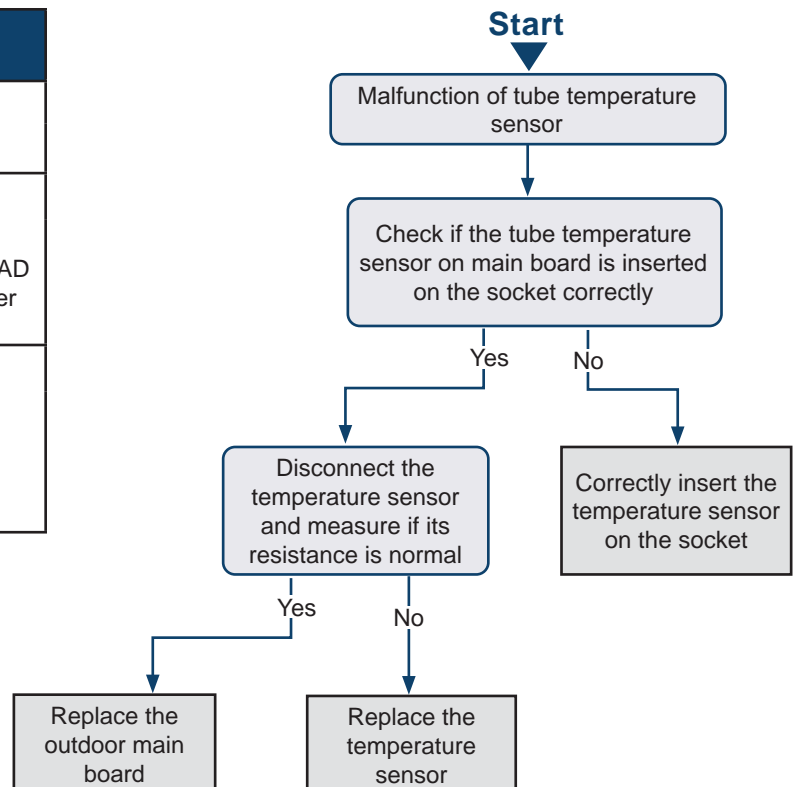 AD
er
Start
Malfunction of tube temperature
sensor
Check if the tube temperature
sensor on main board is inserted
on the socket correctly
Yes
No
Disconnect the
temperature sensor
and measure if its
resistance is normal
Correctly insert the
temperature sensor
on the socket
Yes
No
Replace the
outdoor main
board
Replace the
temperature
sensor